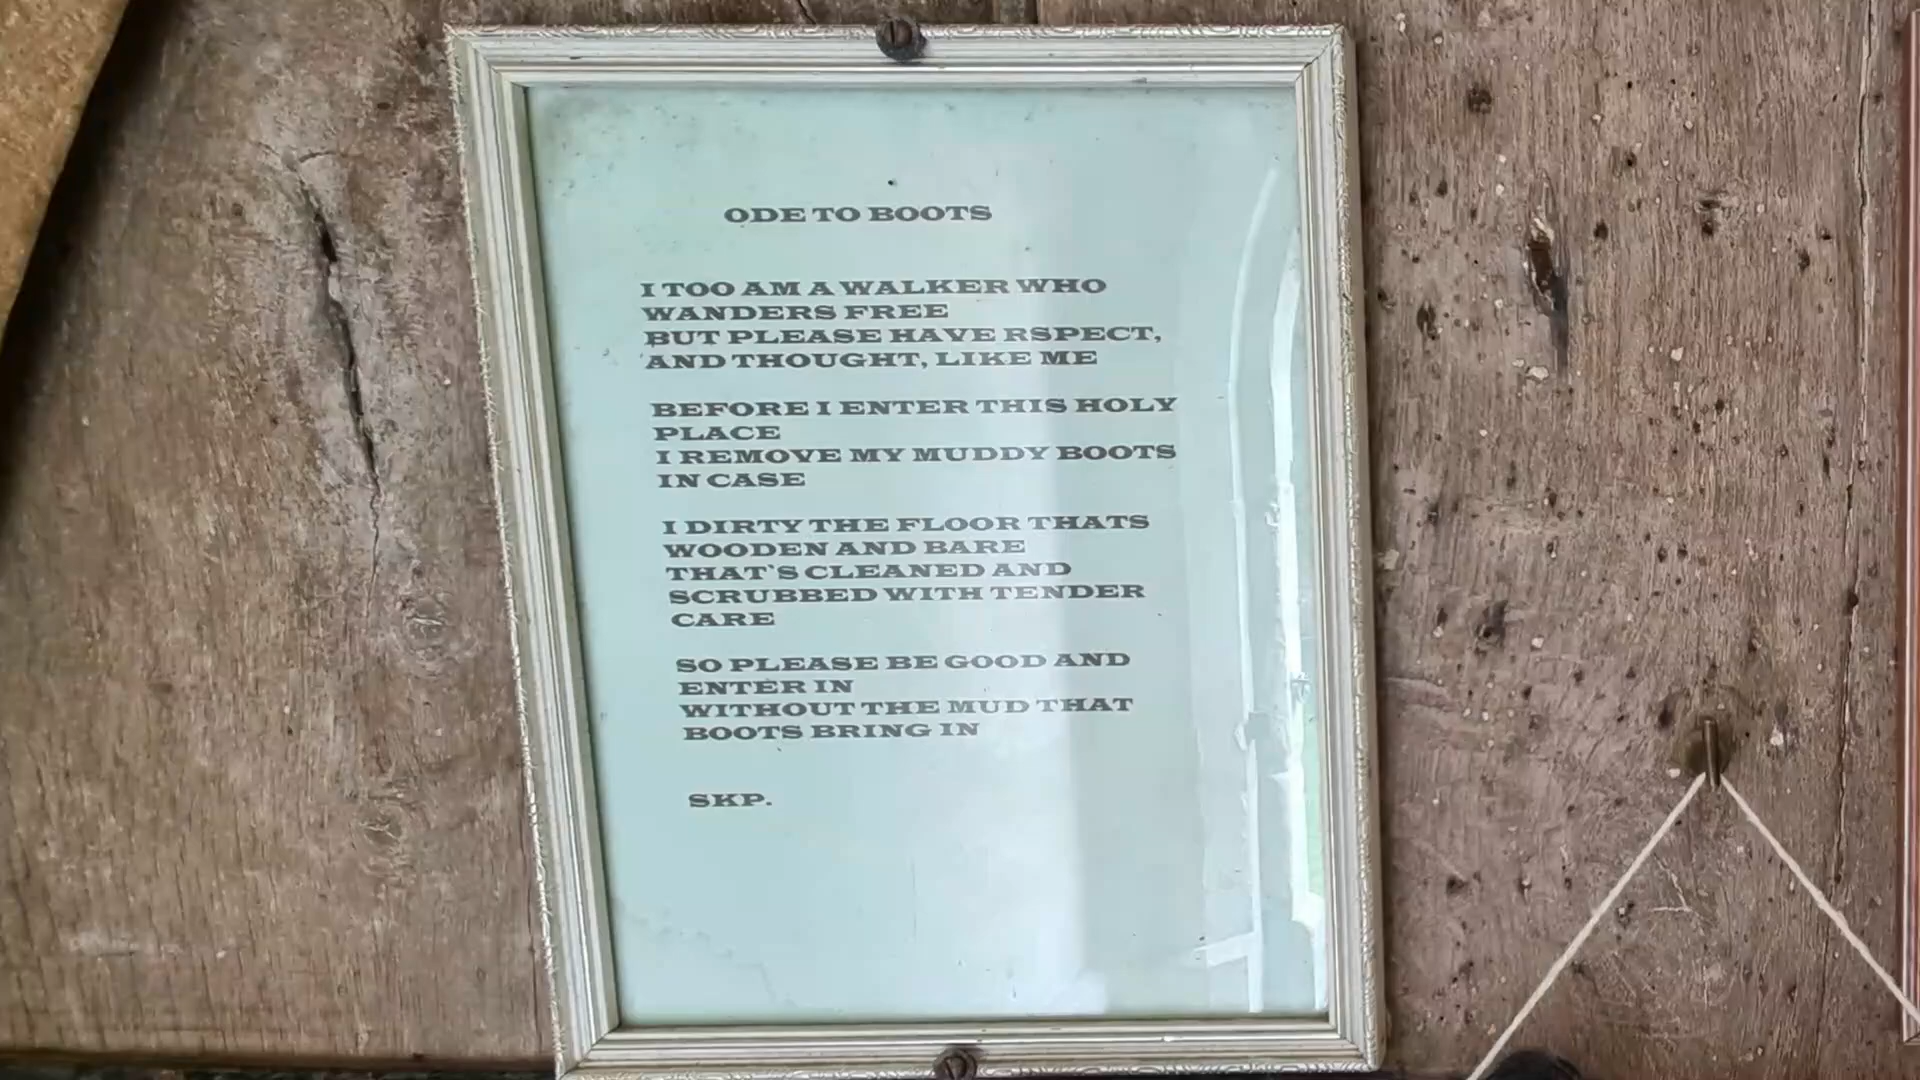 ODE TO BOOTS
I TOO AM A WALKER WHO
WANDERS FREE
BUT PLEASE HAVE RSPECT,
AND THOUGHT, LIKE ME
BEFORE I ENTER THIS HOLY
PLACE
I REMOVE MY MUDDY BOOTS
IN CASE
I DIRTY THE FLOOR THATS
WOODEN AND BARE
THAT`S CLEANED AND
SCRUBBED WITH TENDER
CARE
SO PLEASE BE GOOD AND
ENTER IN
WITHOUT THE MUD THAT
BOOTS BRING IN
SKP.